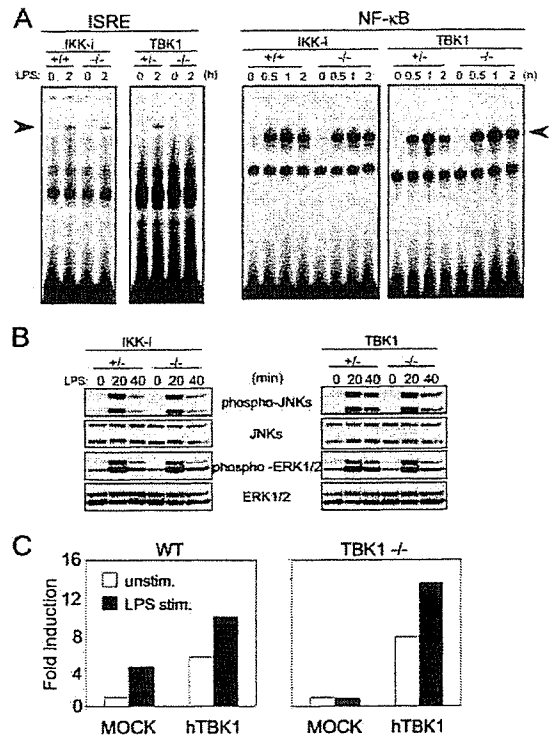 A
ISRE
NF-κB
IKK-i TBK1 IKK-i TBK1
+/+ -/- +/- -/- +/+ -/- +/- -/-
LPS: 0 2 0 2 0 2 0 2 (h) 0 0.5 1 2 0 0.5 1 2 0 0.5 1 2 0 0.5 1 2 (h)
B
IKK-i TBK1
+/- -/- +/- -/-
LPS: 0 20 40 0 20 40 (min) 0 20 40 0 20 40
phospho-JNKs
JNKs
phospho-ERK1/2
ERK1/2
C
WT TBK1 -/-
Fold Induction
16
12
8
4
0
unstim.
LPS stim.
MOCK hTBK1 MOCK hTBK1